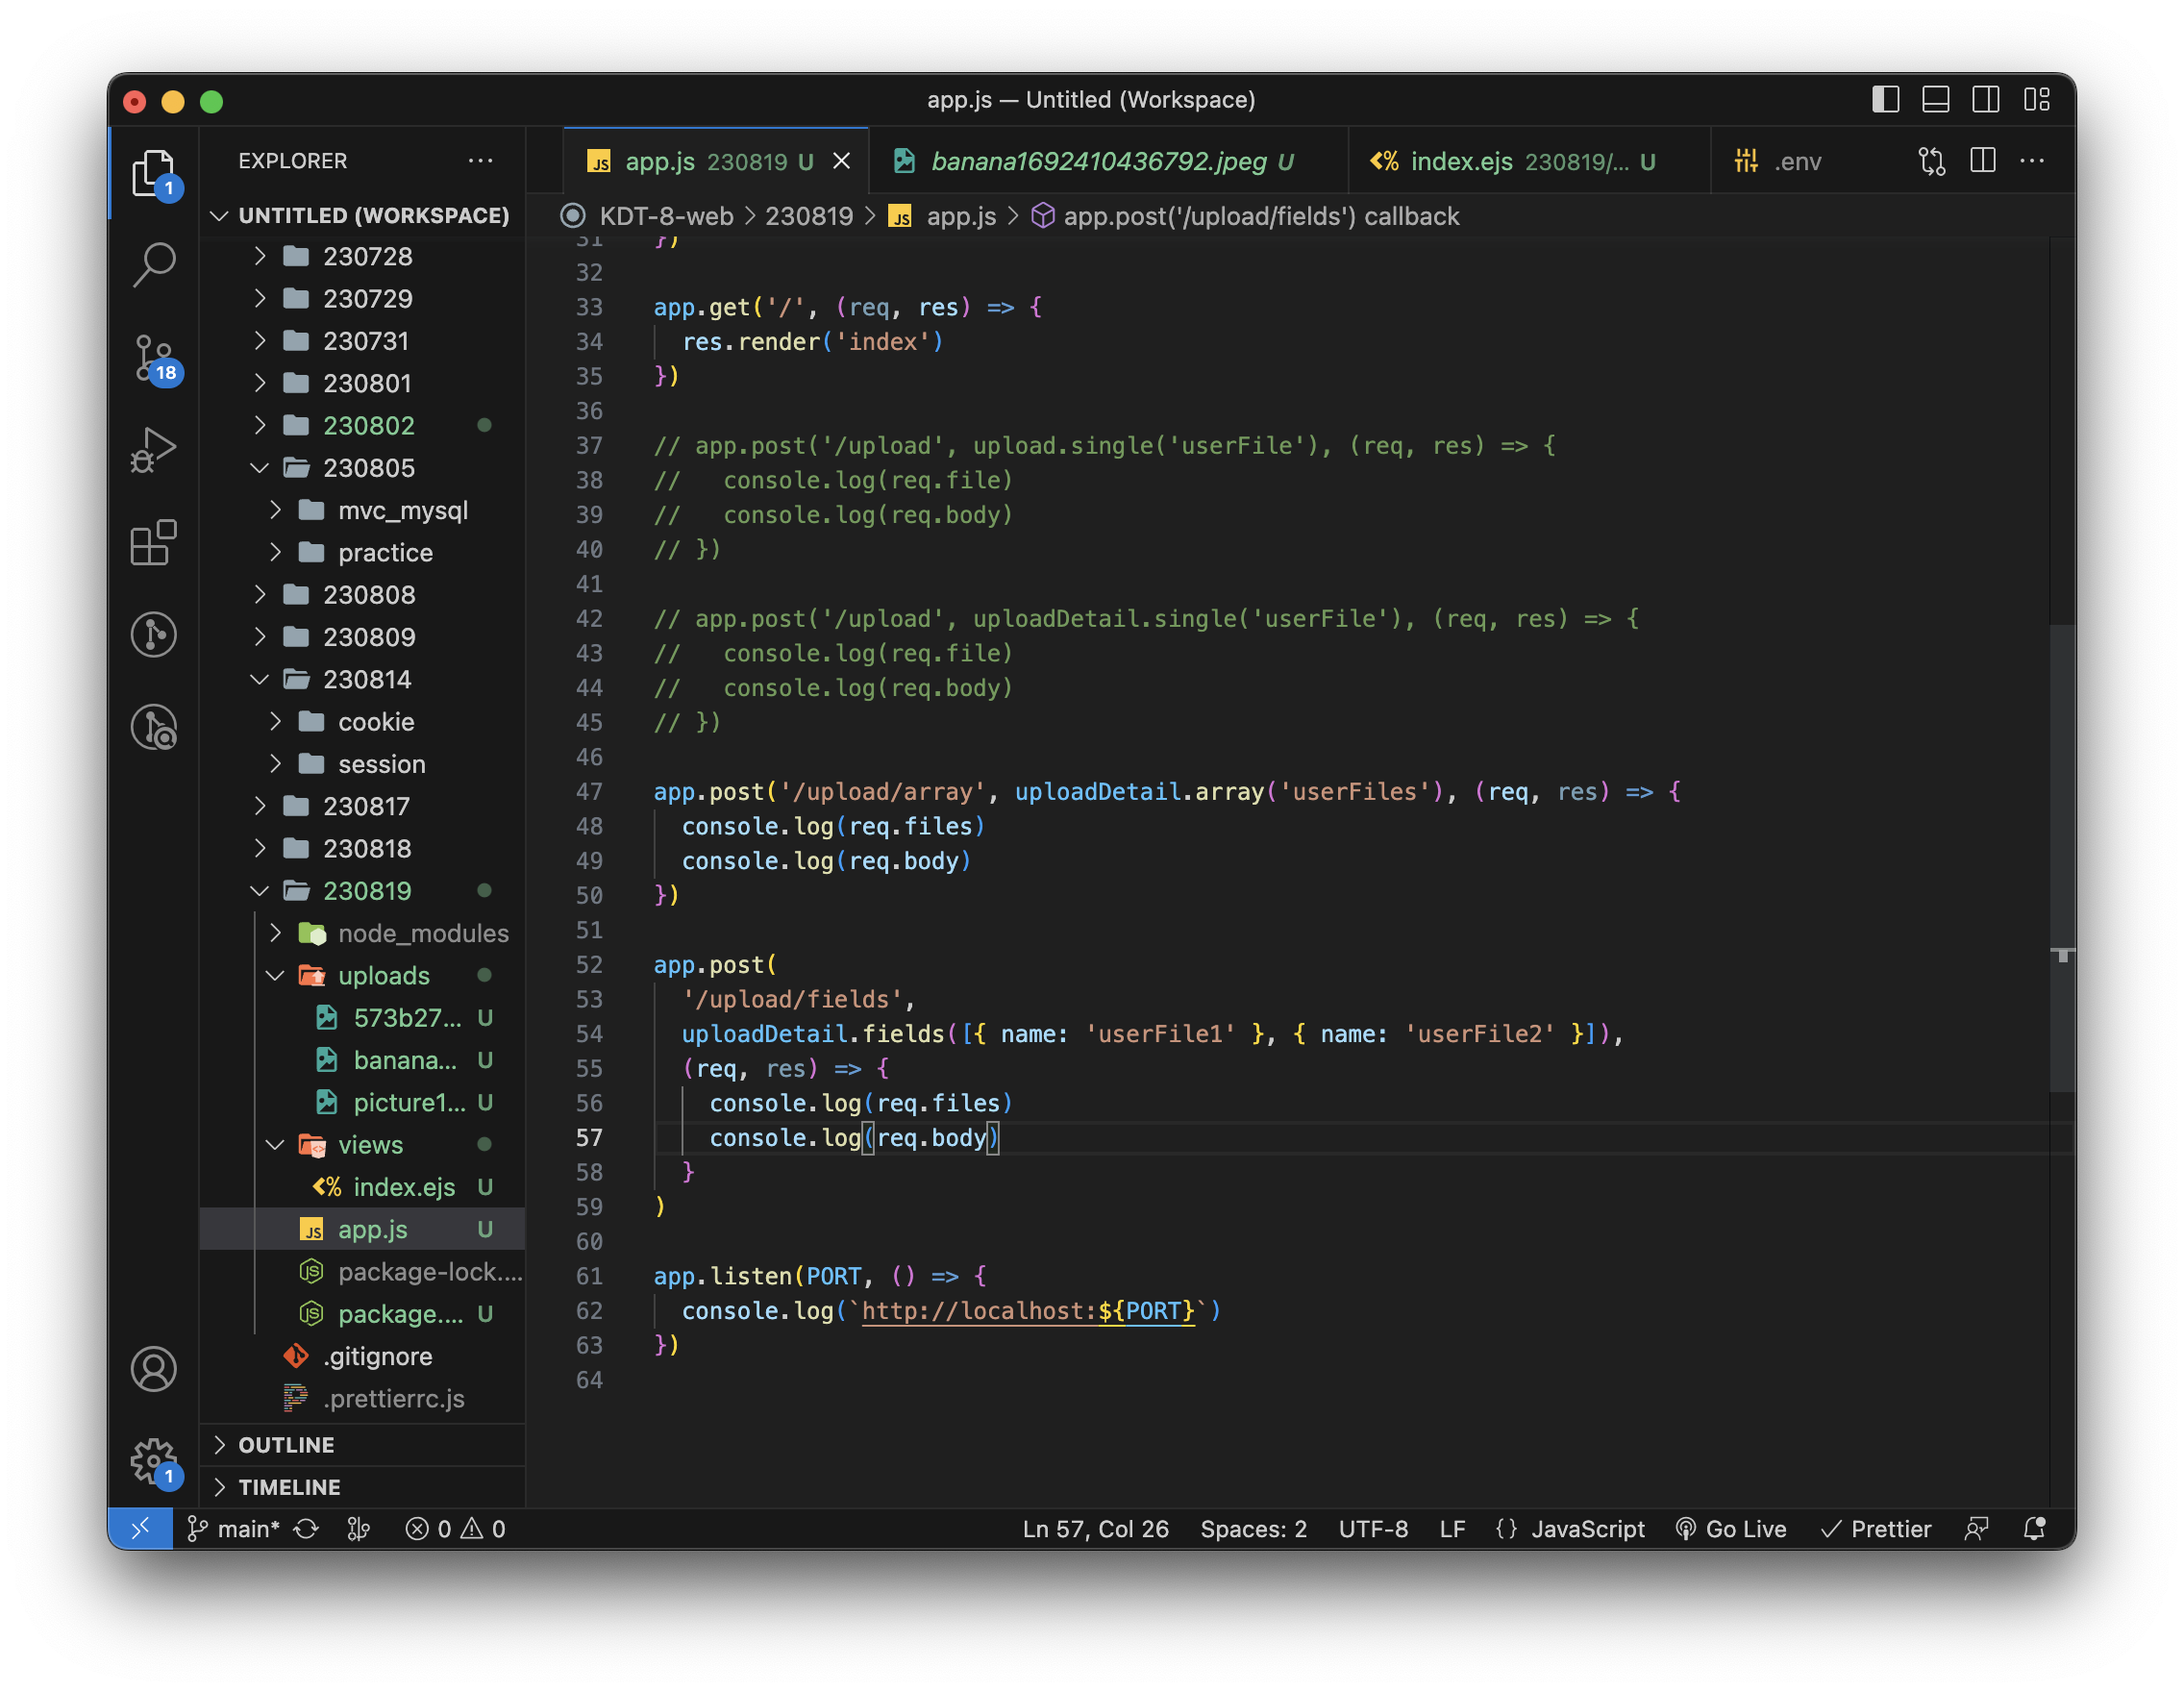 app.js — Untitled (Workspace)
EXPLORER
UNTITLED (WORKSPACE)
230728
230729
230731
230801
230802
230805
mvc_mysql
practice
230808
230809
230814
cookie
session
230817
230818
230819
node_modules
uploads
573b27... U
banana... U
picture1... U
views
index.ejs U
app.js U
package-lock....
package.... U
.gitignore
.prettierrc.js
OUTLINE
TIMELINE
1
18
1
app.js 230819 U
banana1692410436792.jpeg U
index.ejs 230819/... U
.env
KDT-8-web > 230819 > JS app.js > app.post('/upload/fields') callback
31 })
32
33 app.get('/', (req, res) => {
34   res.render('index')
35 })
36
37 // app.post('/upload', upload.single('userFile'), (req, res) => {
38 //   console.log(req.file)
39 //   console.log(req.body)
40 // })
41
42 // app.post('/upload', uploadDetail.single('userFile'), (req, res) => {
43 //   console.log(req.file)
44 //   console.log(req.body)
45 // })
46
47 app.post('/upload/array', uploadDetail.array('userFiles'), (req, res) => {
48   console.log(req.files)
49   console.log(req.body)
50 })
51
52 app.post(
53   '/upload/fields',
54   uploadDetail.fields([{ name: 'userFile1' }, { name: 'userFile2' }]),
55   (req, res) => {
56     console.log(req.files)
57     console.log(req.body)
58   }
59 )
60
61 app.listen(PORT, () => {
62   console.log(`http://localhost:${PORT}`)
63 })
64
main* 0 0 Ln 57, Col 26 Spaces: 2 UTF-8 LF {} JavaScript Go Live Prettier